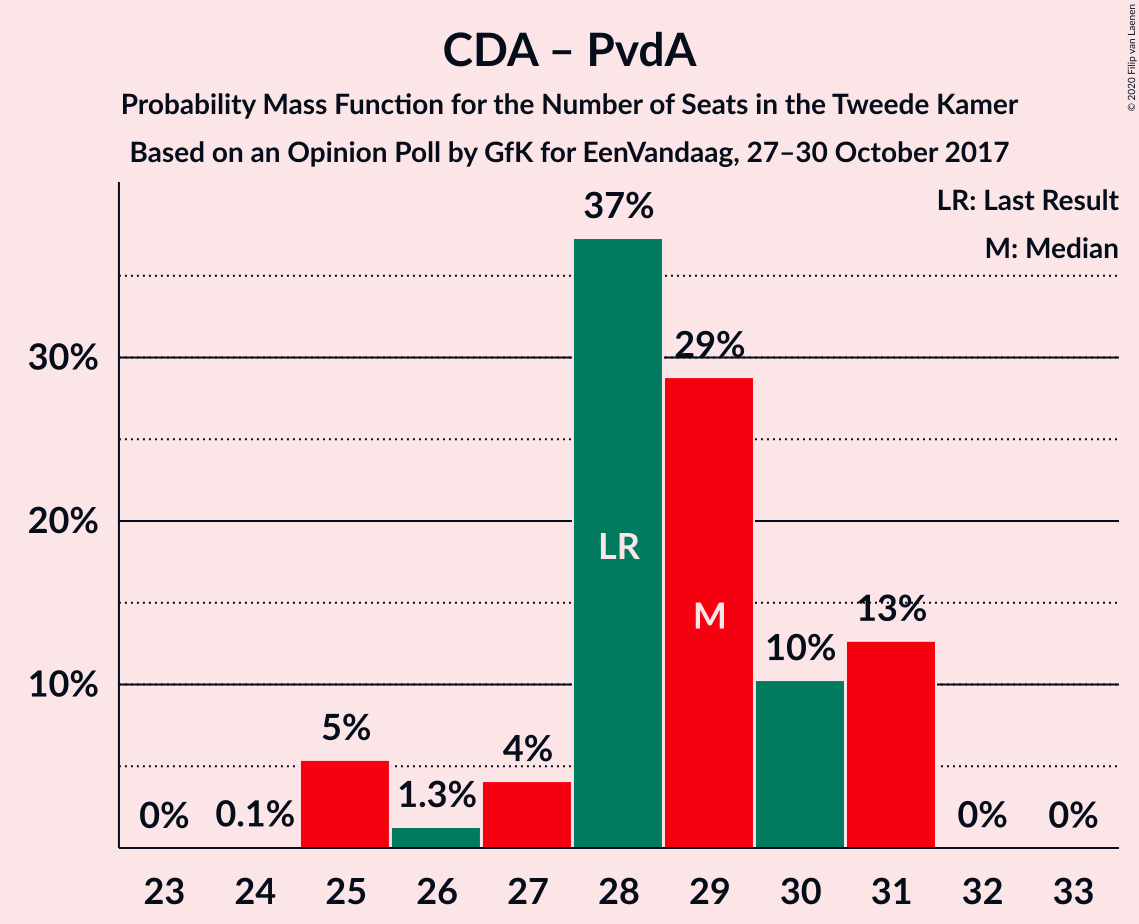 CDA – PvdA
Probability Mass Function for the Number of Seats in the Tweede Kamer
Based on an Opinion Poll by GfK for EenVandaag, 27–30 October 2017
© 2020 Filip van Laenen
LR: Last Result
M: Median
30%
20%
10%
0%
0.1%
5%
1.3%
4%
37%
29%
10%
13%
0%
0%
LR
M
23 24 25 26 27 28 29 30 31 32 33